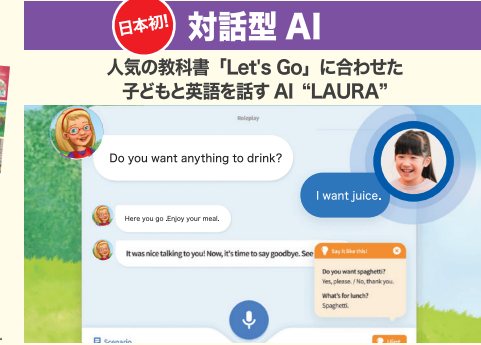 日本初!
対話型 AI
人気の教科書「Let's Go」に合わせた
子どもと英語を話す AI “LAURA”
Roleplay
Do you want anything to drink?
I want juice.
Here you go .Enjoy your meal.
It was nice talking to you! Now, it's time to say goodbye. See
Say it like this!
Do you want spaghetti?
Yes, please. / No, thank you.
What's for lunch?
Spaghetti.
Scenario
Hint